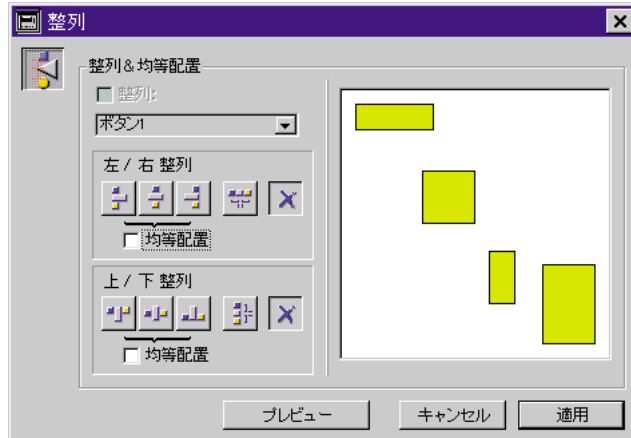 整列
整列&均等配置
整列:
ボタン1
左 / 右 整列
均等配置
上 / 下 整列
均等配置
プレビュー
キャンセル
適用